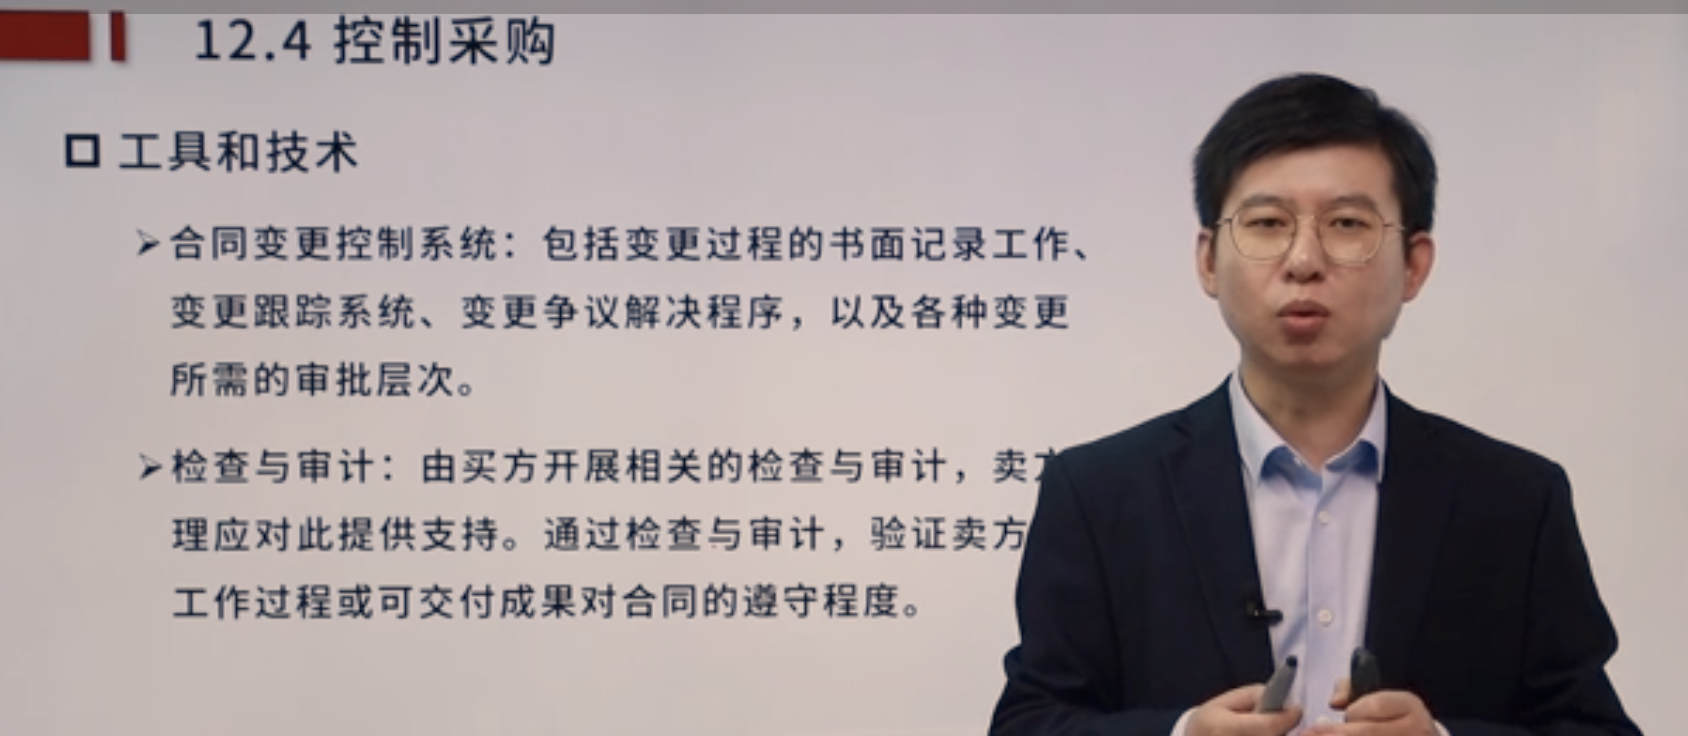 12.4 控制采购
工具和技术
合同变更控制系统：包括变更过程的书面记录工作、
变更跟踪系统、变更争议解决程序，以及各种变更
所需的审批层次。
检查与审计：由买方开展相关的检查与审计，卖
理应对此提供支持。通过检查与审计，验证卖方
工作过程或可交付成果对合同的遵守程度。